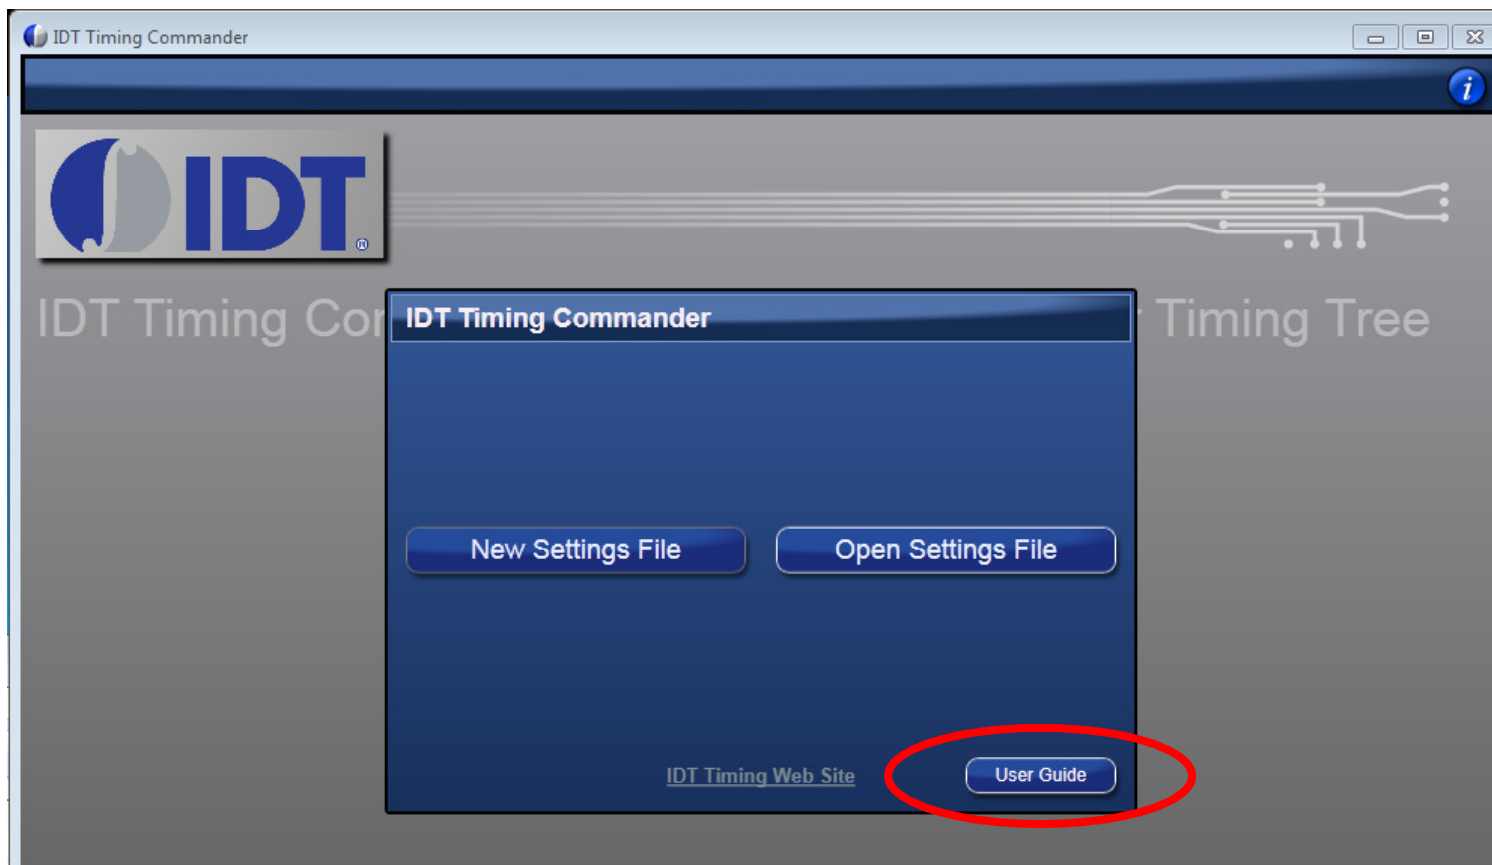 IDT Timing Commander
i
IDT®
IDT Timing Cor
Timing Tree
IDT Timing Commander
New Settings File
Open Settings File
IDT Timing Web Site
User Guide